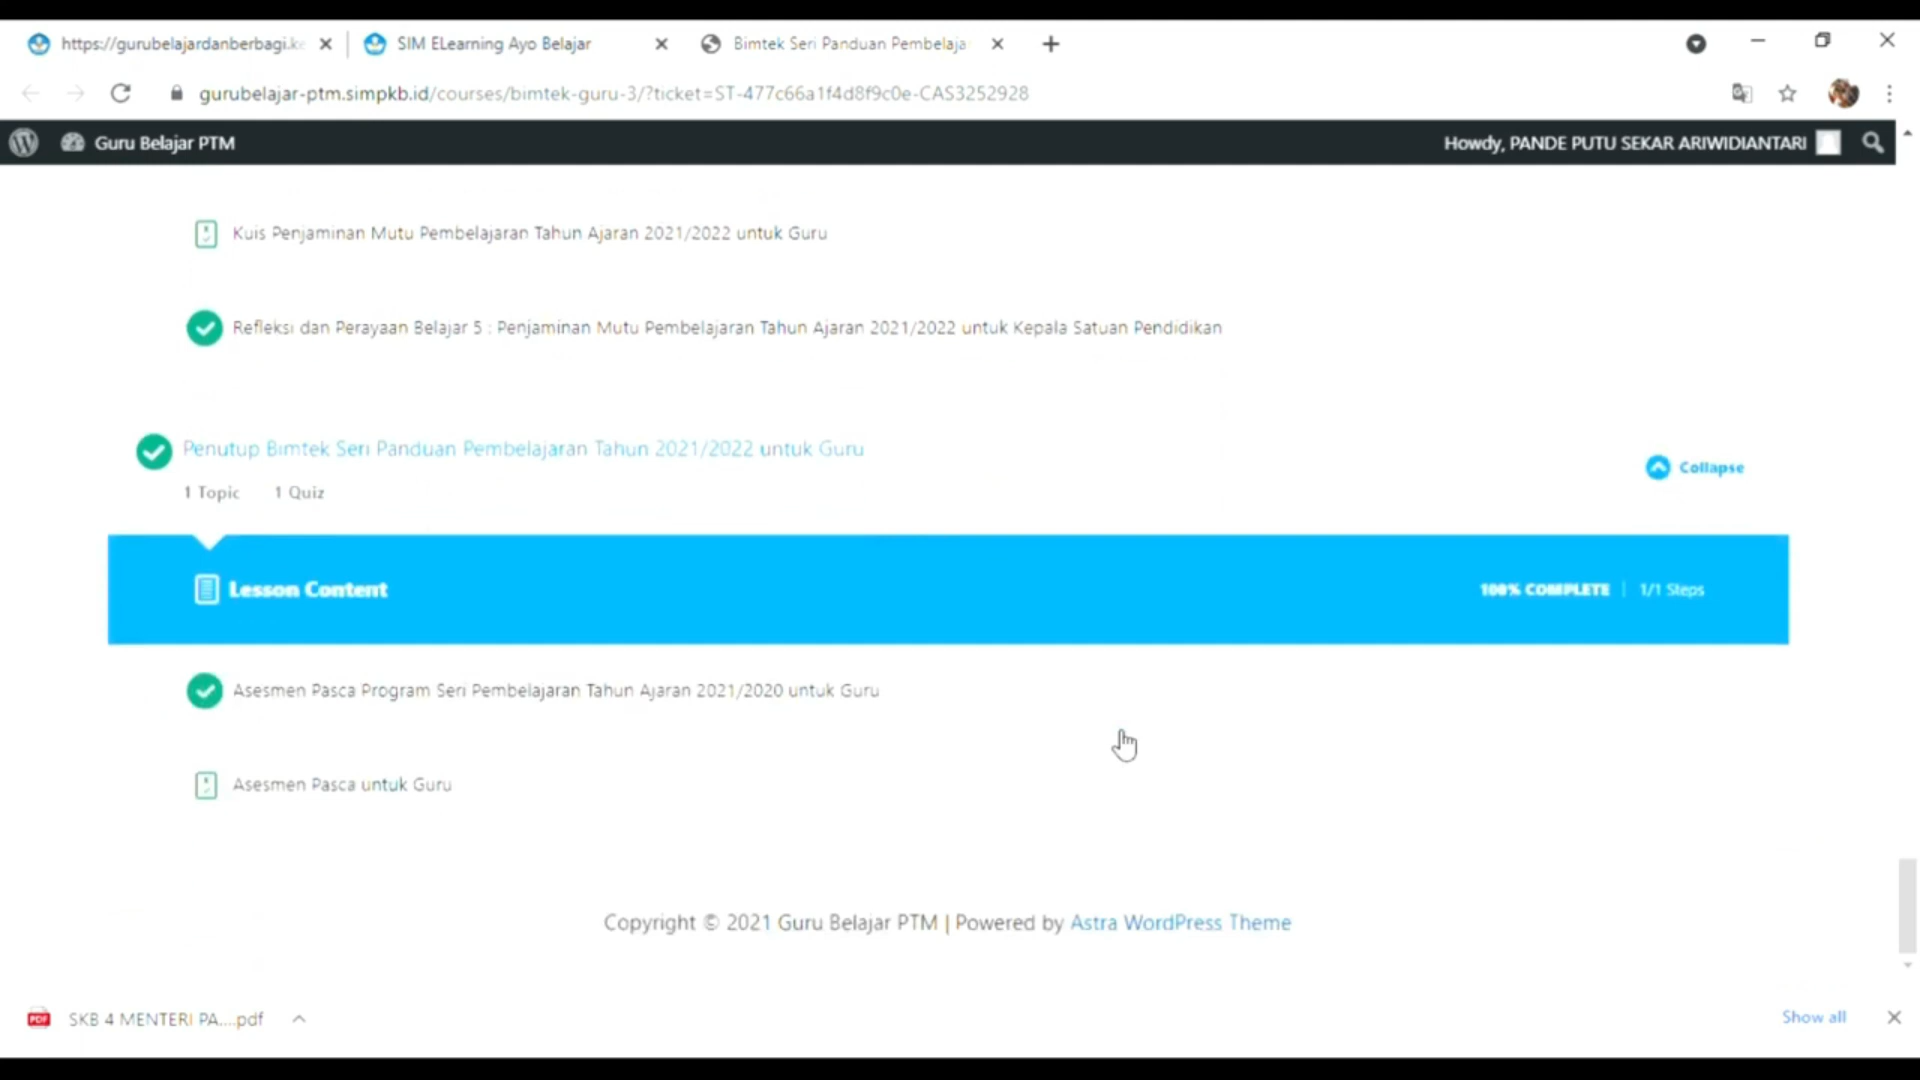 https://gurubelajardanberbagi.ke
SIM ELearning Ayo Belajar
Bimtek Seri Panduan Pembelaja
gurubelajar-ptm.simpkb.id/courses/bimtek-guru-3/?ticket=ST-477c66a1f4d8f9c0e-CAS3252928
Guru Belajar PTM
Howdy, PANDE PUTU SEKAR ARIWIDIANTARI
Kuis Penjaminan Mutu Pembelajaran Tahun Ajaran 2021/2022 untuk Guru
Refleksi dan Perayaan Belajar 5 : Penjaminan Mutu Pembelajaran Tahun Ajaran 2021/2022 untuk Kepala Satuan Pendidikan
Penutup Bimtek Seri Panduan Pembelajaran Tahun 2021/2022 untuk Guru
Collapse
1 Topic 1 Quiz
Lesson Content
100% COMPLETE | 1/1 Steps
Asesmen Pasca Program Seri Pembelajaran Tahun Ajaran 2021/2020 untuk Guru
Asesmen Pasca untuk Guru
Copyright © 2021 Guru Belajar PTM | Powered by Astra WordPress Theme
PDF
SKB 4 MENTERI PA....pdf
Show all